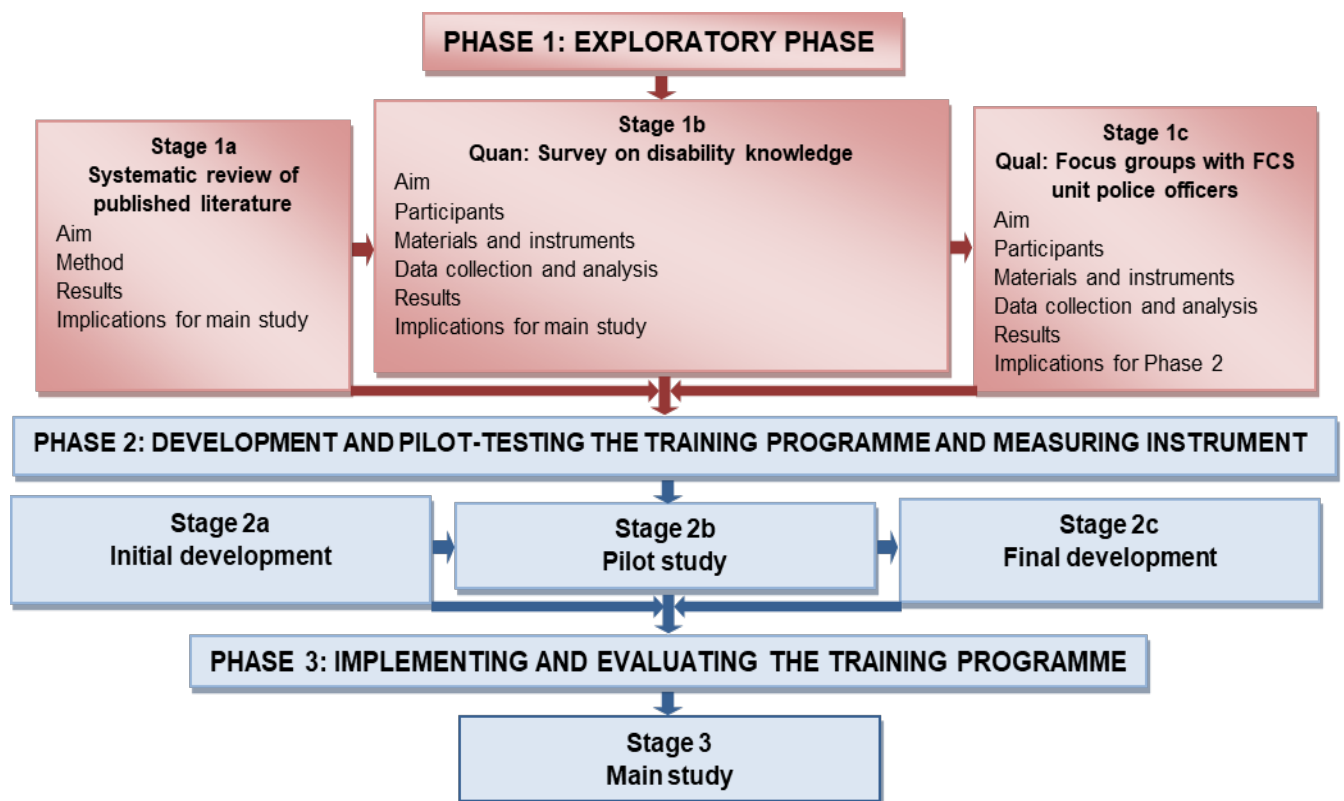 PHASE 1: EXPLORATORY PHASE
Stage 1a
Systematic review of
published literature
Aim
Method
Results
Implications for main study
Stage 1b
Quan: Survey on disability knowledge
Aim
Participants
Materials and instruments
Data collection and analysis
Results
Implications for main study
Stage 1c
Qual: Focus groups with FCS
unit police officers
Aim
Participants
Materials and instruments
Data collection and analysis
Results
Implications for Phase 2
PHASE 2: DEVELOPMENT AND PILOT-TESTING THE TRAINING PROGRAMME AND MEASURING INSTRUMENT
Stage 2a
Initial development
Stage 2b
Pilot study
Stage 2c
Final development
PHASE 3: IMPLEMENTING AND EVALUATING THE TRAINING PROGRAMME
Stage 3
Main study